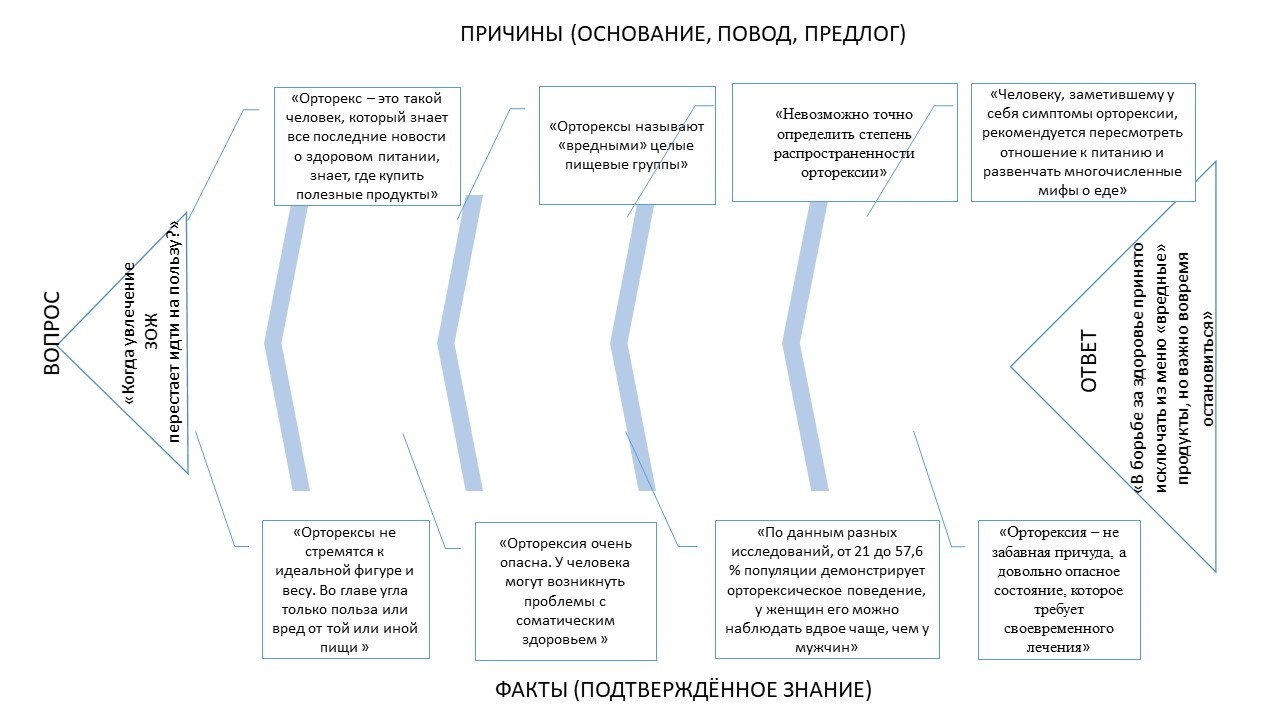 ПРИЧИНЫ (ОСНОВАНИЕ, ПОВОД, ПРЕДЛОГ)
«Орторекс – это такой
человек, который знает
все последние новости
о здоровом питании,
знает, где купить
полезные продукты»
«Орторексы называют
«вредными» целые
пищевые группы»
«Невозможно точно
определить степень
распространенности
орторексии»
«Человеку, заметившему у
себя симптомы орторексии,
рекомендуется пересмотреть
отношение к питанию и
развенчать многочисленные
мифы о еде»
ВОПРОС
«Когда увлечение
ЗОЖ
перестает идти на пользу?»
ОТВЕТ
«В борьбе за здоровье принято
исключать из меню «вредные»
продукты, но важно вовремя
остановиться»
«Орторексы не
стремятся к
идеальной фигуре и
весу. Во главе угла
только польза или
вред от той или иной
пищи »
«Орторексия очень
опасна. У человека
могут возникнуть
проблемы с
соматическим
здоровьем »
«По данным разных
исследований, от 21 до 57,6
% популяции демонстрирует
орторексическое поведение,
у женщин его можно
наблюдать вдвое чаще, чем у
мужчин»
«Орторексия – не
забавная причуда, а
довольно опасное
состояние, которое
требует
своевременного
лечения»
ФАКТЫ (ПОДТВЕРЖДЁННОЕ ЗНАНИЕ)